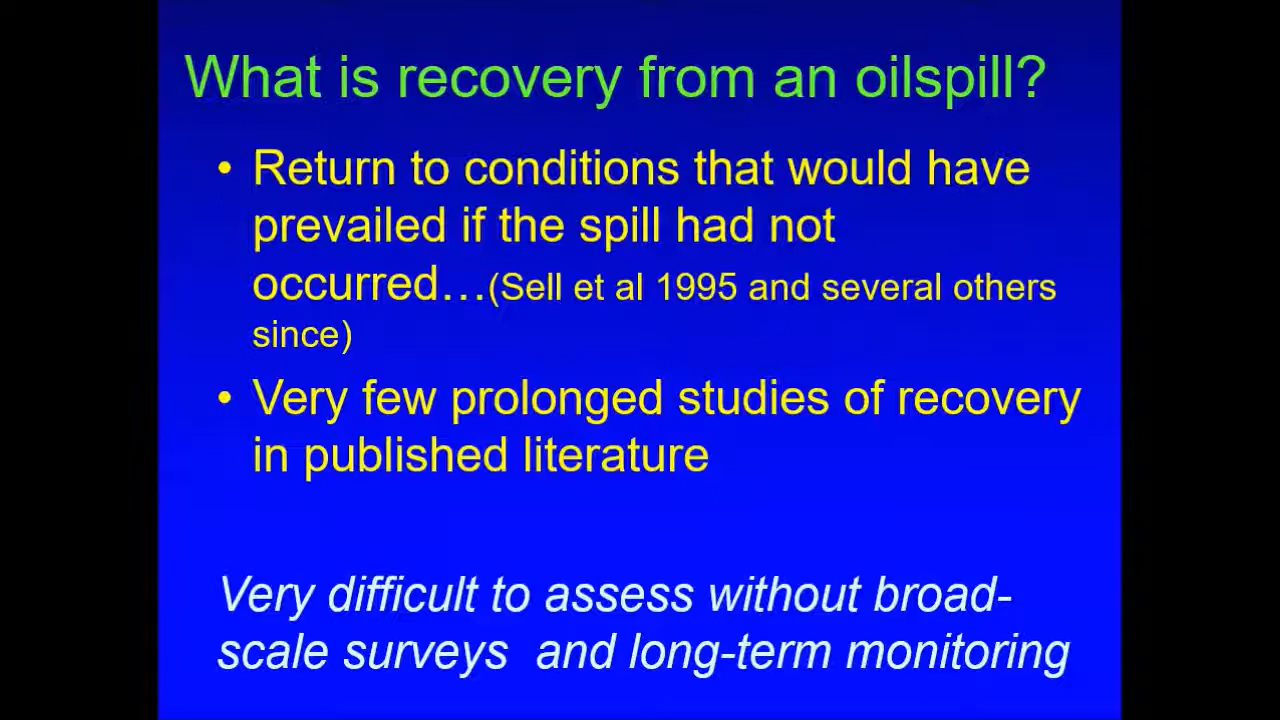 What is recovery from an oilspill?
• Return to conditions that would have
prevailed if the spill had not
occurred…(Sell et al 1995 and several others
since)
• Very few prolonged studies of recovery
in published literature
Very difficult to assess without broad-
scale surveys  and long-term monitoring